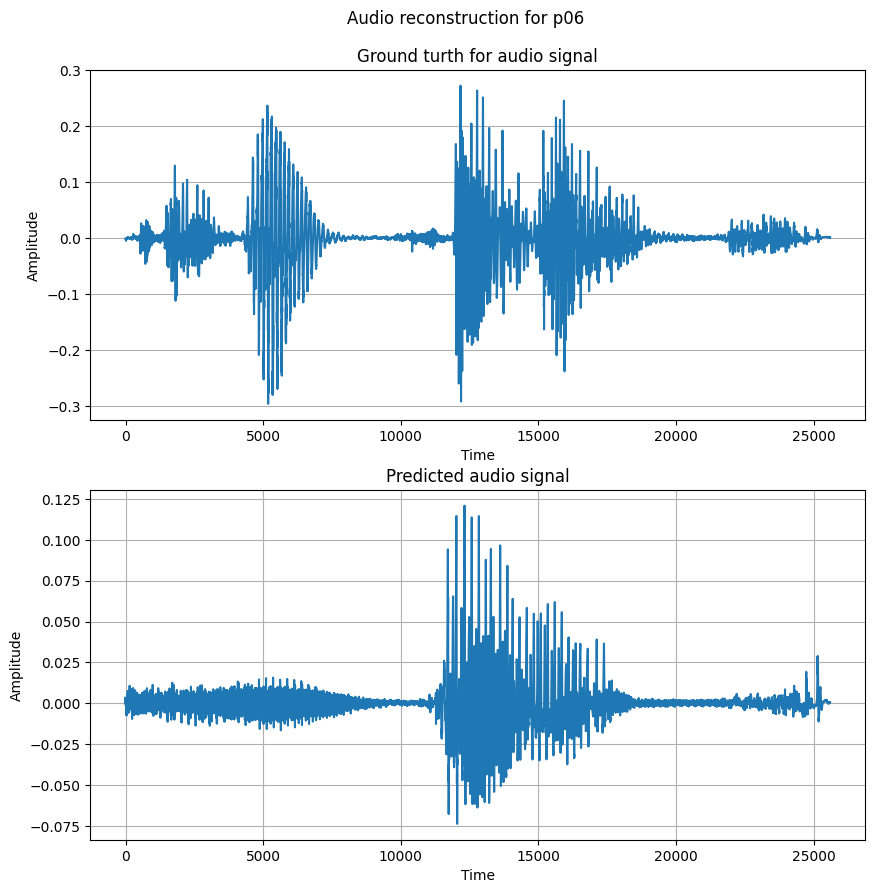 Audio reconstruction for p06
Ground turth for audio signal
0.3
0.2
0.1
0.0
−0.1
−0.2
−0.3
Amplitude
0 5000 10000 15000 20000 25000
Time
Predicted audio signal
0.125
0.100
0.075
0.050
0.025
0.000
−0.025
−0.050
−0.075
Amplitude
0 5000 10000 15000 20000 25000
Time